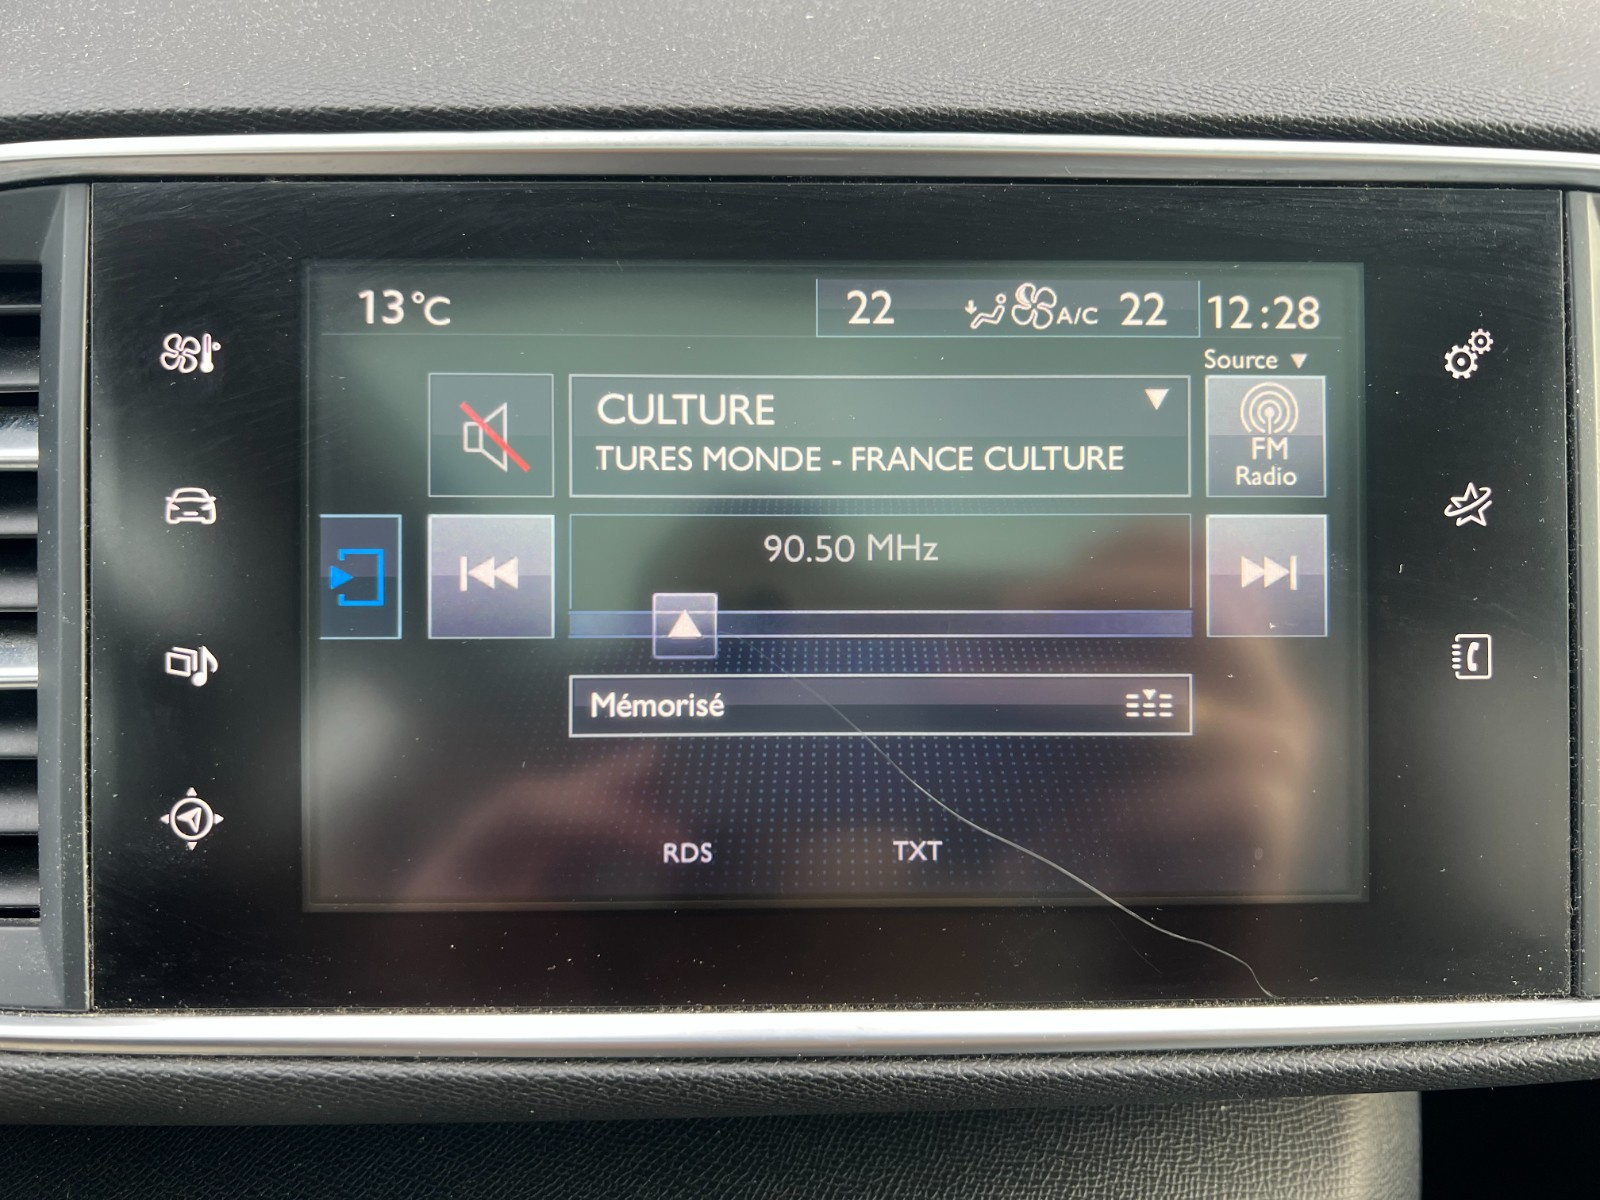 13°C
22 A/C 22
12:28
Source
CULTURE
TURES MONDE - FRANCE CULTURE
FM
Radio
90.50 MHz
Mémorisé
RDS TXT